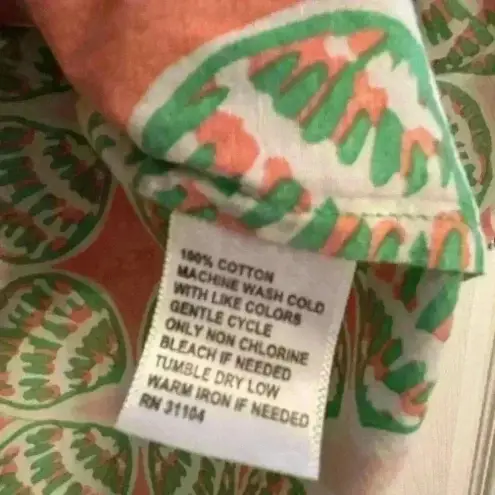 100% COTTON
MACHINE WASH COLD
WITH LIKE COLORS
GENTLE CYCLE
ONLY NON CHLORINE
BLEACH IF NEEDED
TUMBLE DRY LOW
WARM IRON IF NEEDED
RN 31104